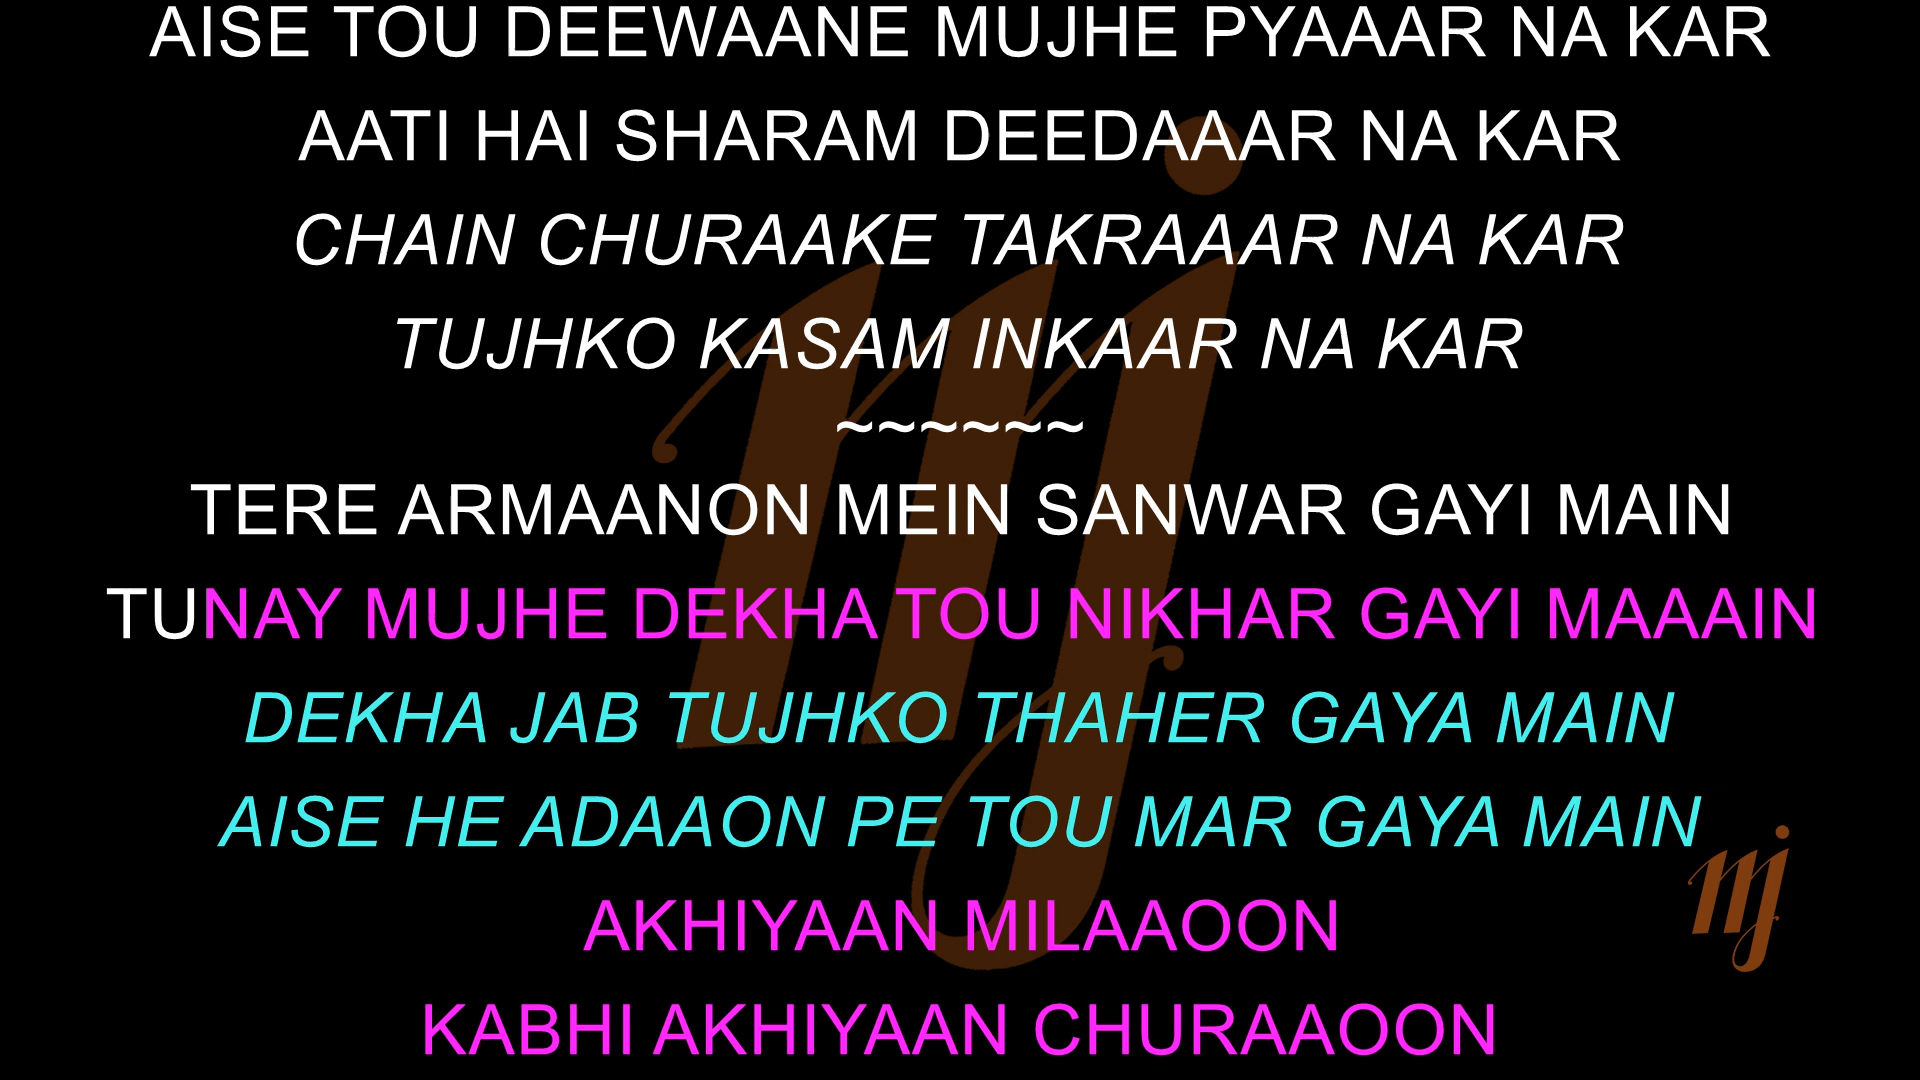 AISE TOU DEEWAANE MUJHE PYAAAR NA KAR
AATI HAI SHARAM DEEDAAAR NA KAR
CHAIN CHURAAKE TAKRAAAR NA KAR
TUJHKO KASAM INKAAR NA KAR
~~~~~~
TERE ARMAANON MEIN SANWAR GAYI MAIN
TUNAY MUJHE DEKHA TOU NIKHAR GAYI MAAAIN
DEKHA JAB TUJHKO THAHER GAYA MAIN
AISE HE ADAAON PE TOU MAR GAYA MAIN
AKHIYAAN MILAAOON
KABHI AKHIYAAN CHURAAOON
mj
mj